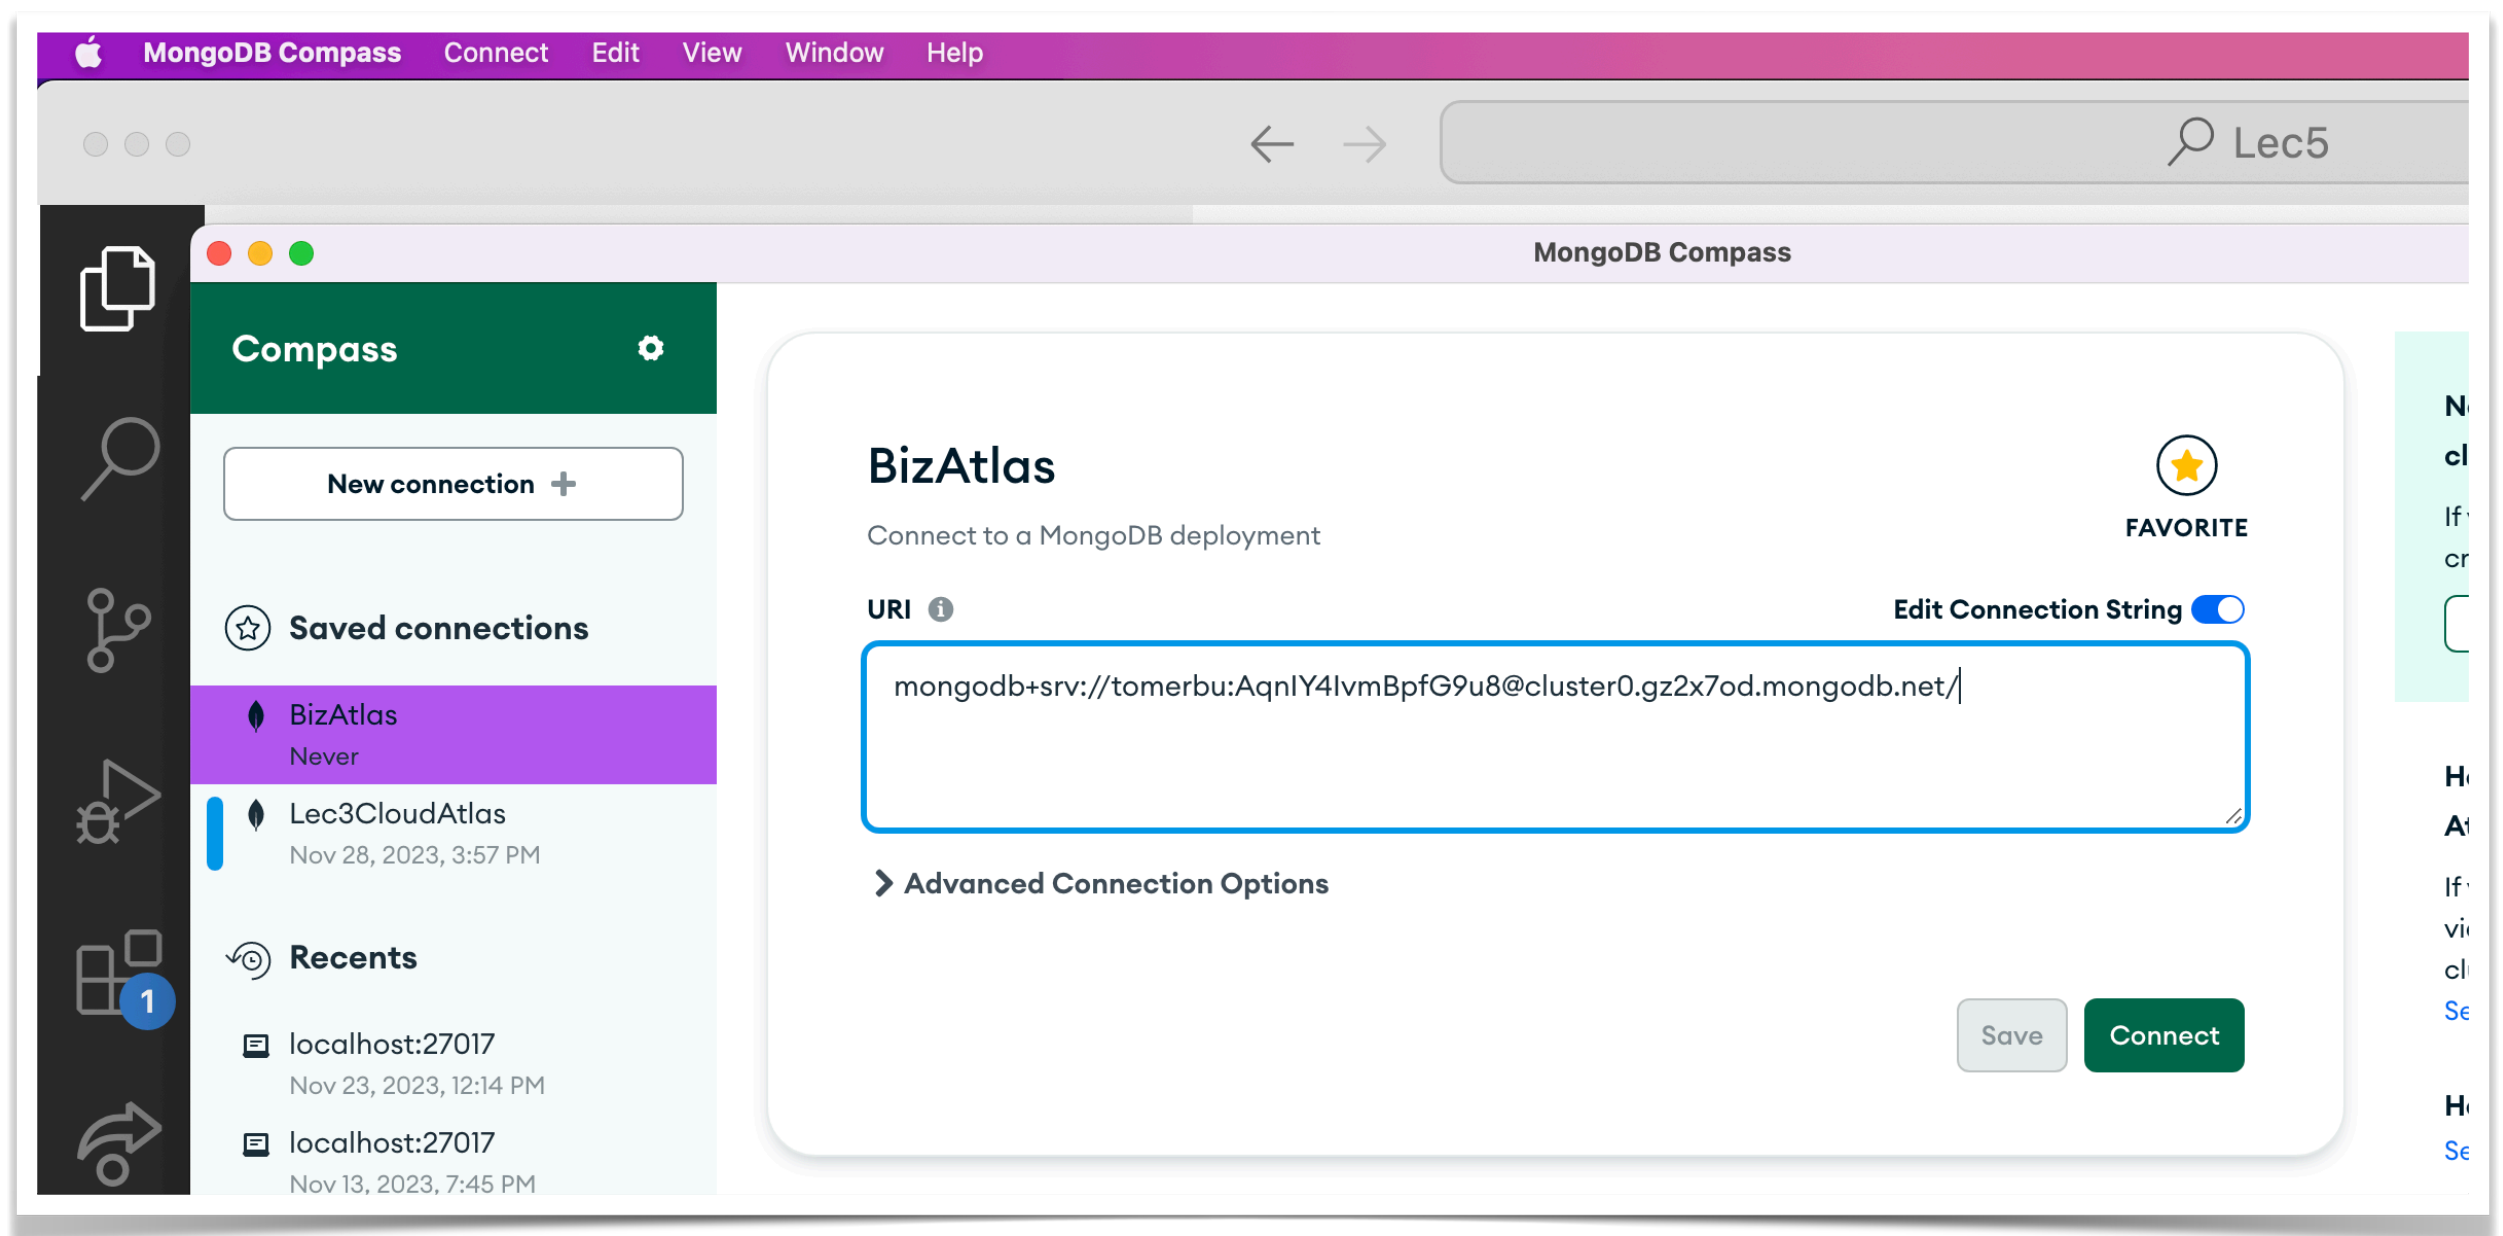 MongoDB Compass Connect Edit View Window Help
Lec5
MongoDB Compass
Compass
New connection +
Saved connections
BizAtlas
Never
Lec3CloudAtlas
Nov 28, 2023, 3:57 PM
Recents
localhost:27017
Nov 23, 2023, 12:14 PM
localhost:27017
Nov 13, 2023, 7:45 PM
1
BizAtlas
FAVORITE
Connect to a MongoDB deployment
URI
Edit Connection String
mongodb+srv://tomerbu:AqnIY4IvmBpfG9u8@cluster0.gz2x7od.mongodb.net/
Advanced Connection Options
Save
Connect
If